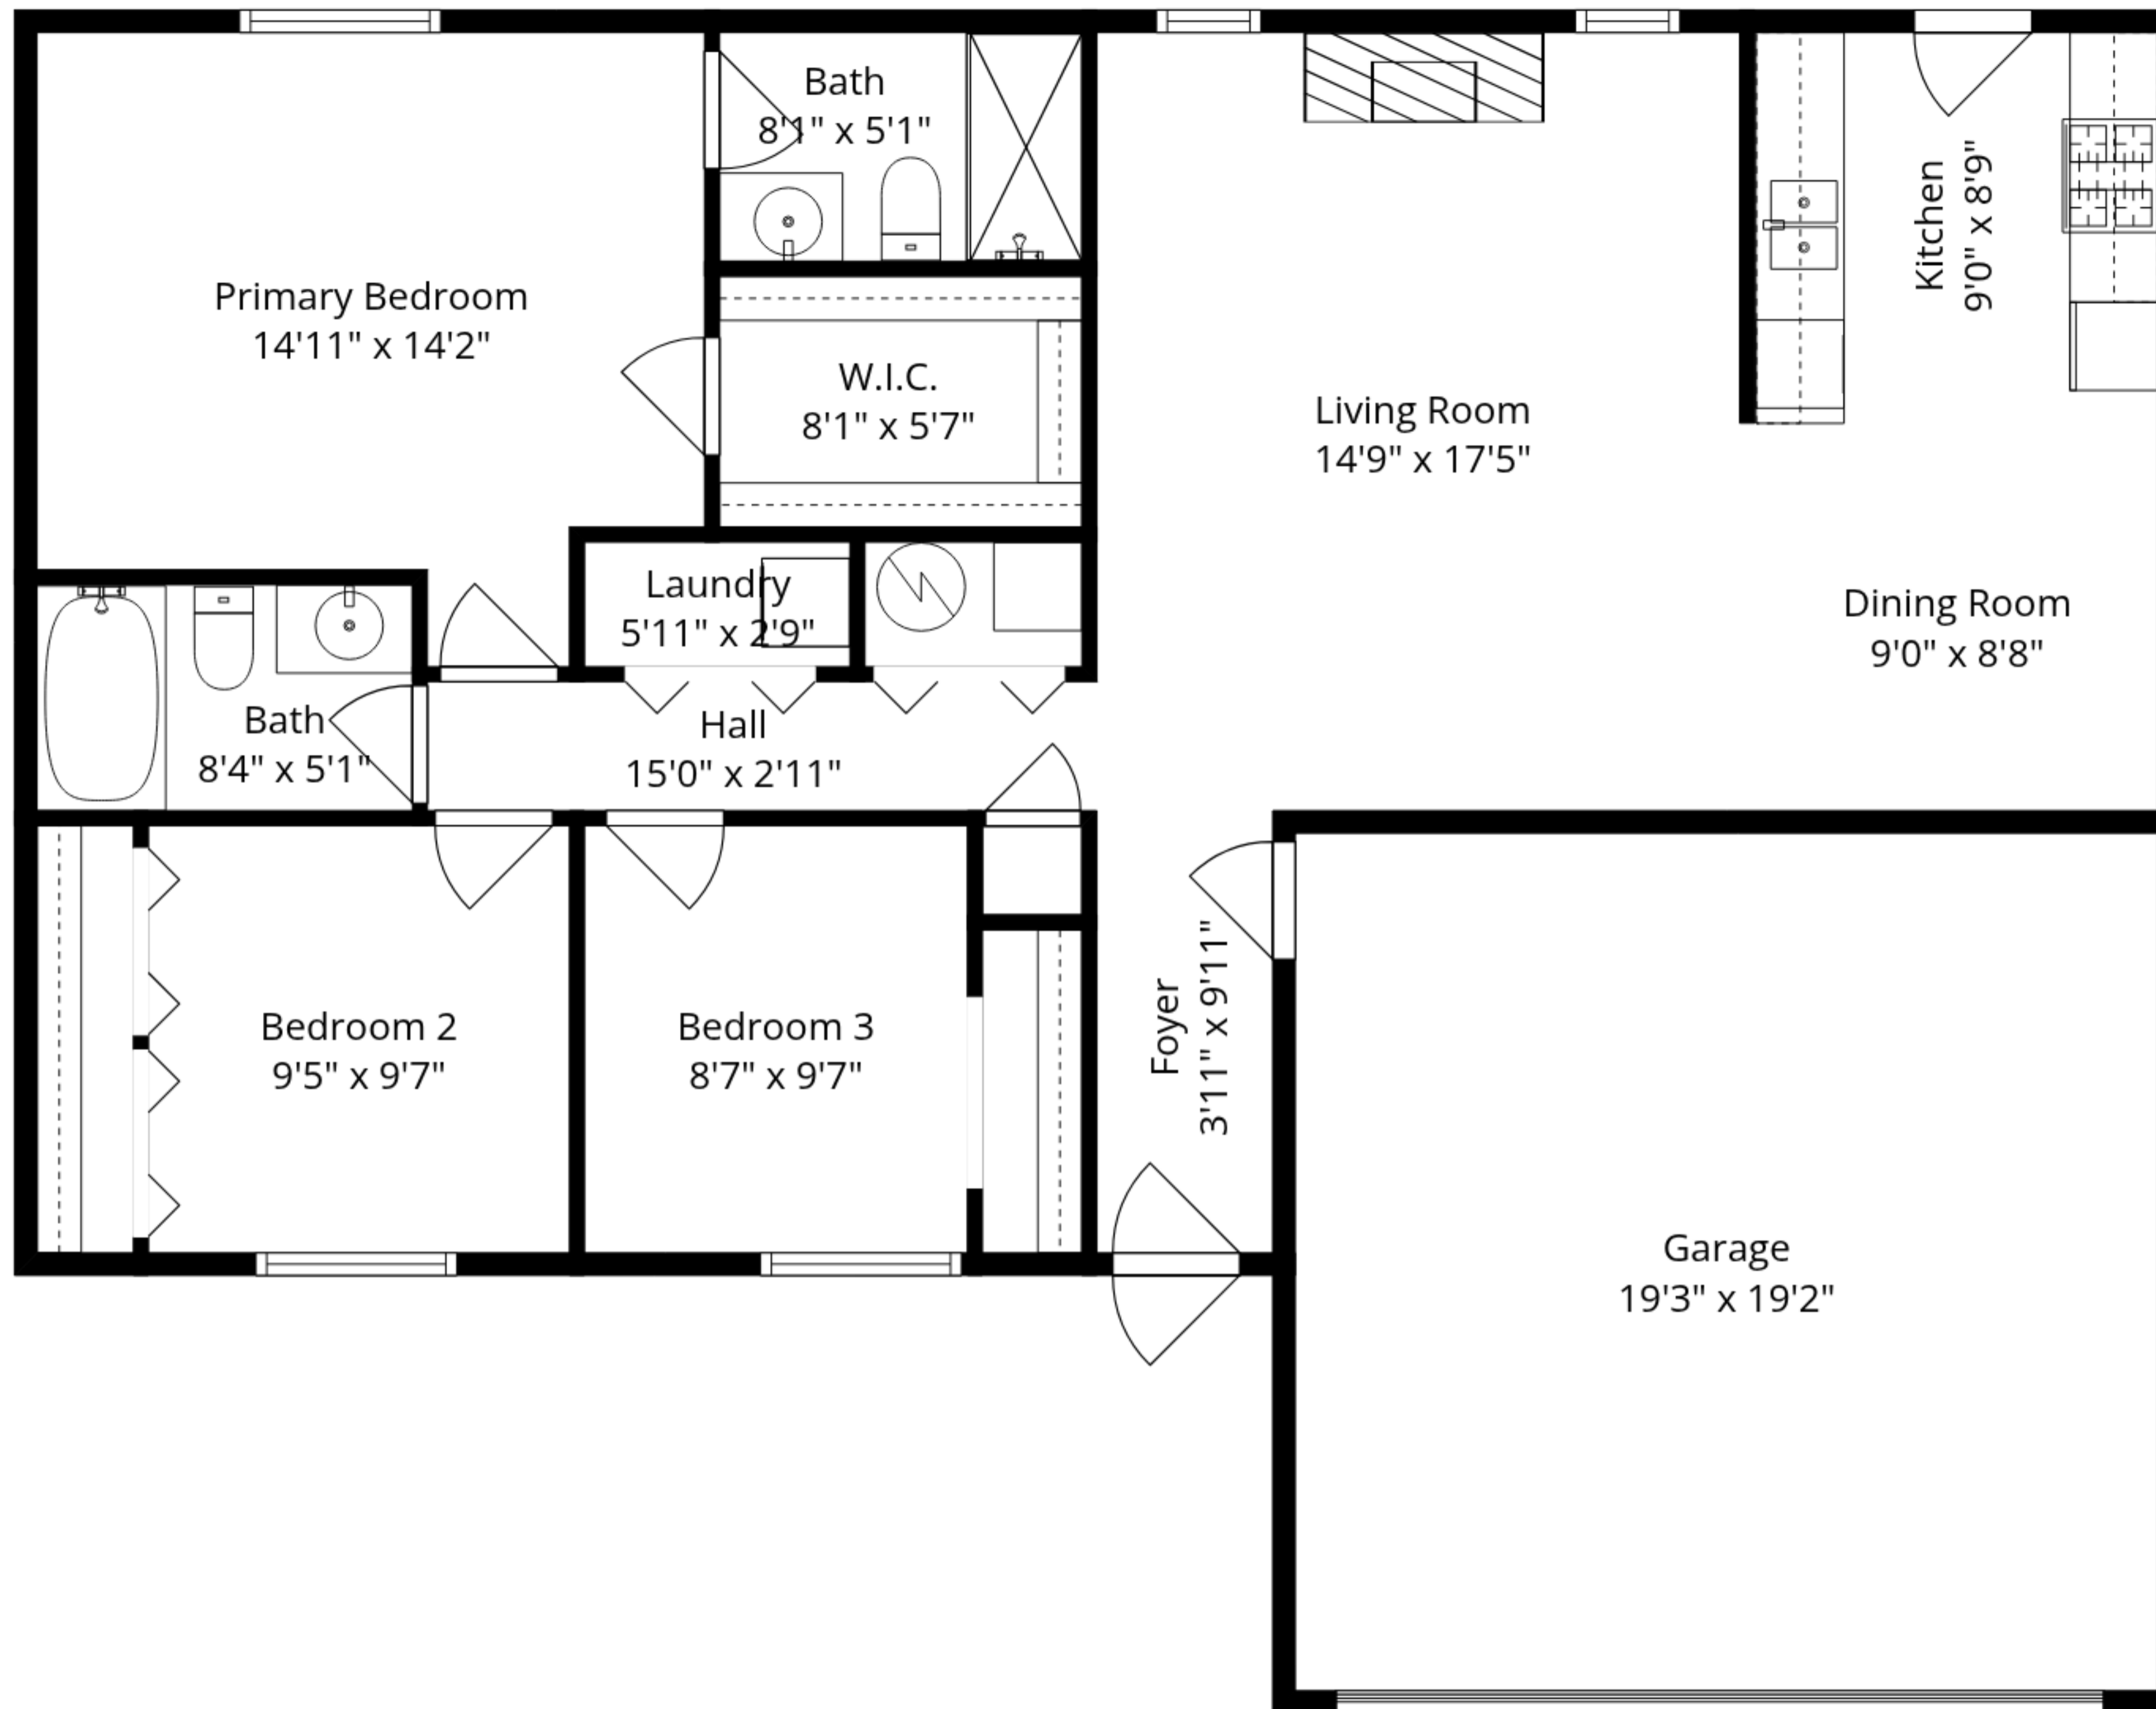 Bath
8'1" x 5'1"
Kitchen
9'0" x 8'9"
Primary Bedroom
14'11" x 14'2"
W.I.C.
8'1" x 5'7"
Living Room
14'9" x 17'5"
Laundry
5'11" x 2'9"
Dining Room
9'0" x 8'8"
Bath
8'4" x 5'1"
Hall
15'0" x 2'11"
Bedroom 2
9'5" x 9'7"
Bedroom 3
8'7" x 9'7"
Foyer
3'11" x 9'11"
Garage
19'3" x 19'2"